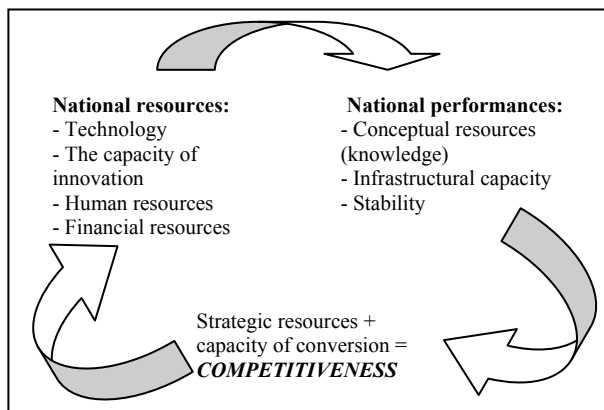 National resources:
- Technology
- The capacity of
innovation
- Human resources
- Financial resources
National performances:
- Conceptual resources
(knowledge)
- Infrastructural capacity
- Stability
Strategic resources +
capacity of conversion =
COMPETITIVENESS